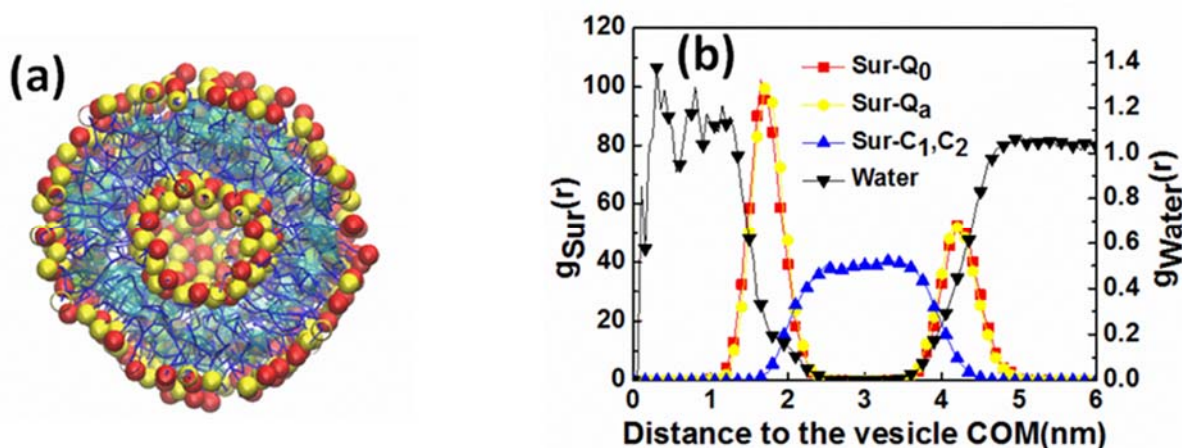 (a)
(b)
Sur-Q0
Sur-Qa
Sur-C1,C2
Water
120
100
80
60
40
20
0
gSur(r)
1.4
1.2
1.0
0.8
0.6
0.4
0.2
0.0
gWater(r)
0 1 2 3 4 5 6
Distance to the vesicle COM(nm)